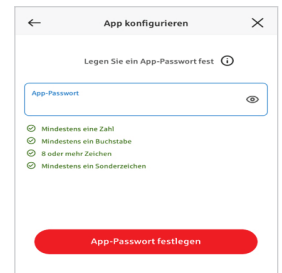 App konfigurieren
Legen Sie ein App-Passwort fest
App-Passwort
Mindestens eine Zahl
Mindestens ein Buchstabe
8 oder mehr Zeichen
Mindestens ein Sonderzeichen
App-Passwort festlegen